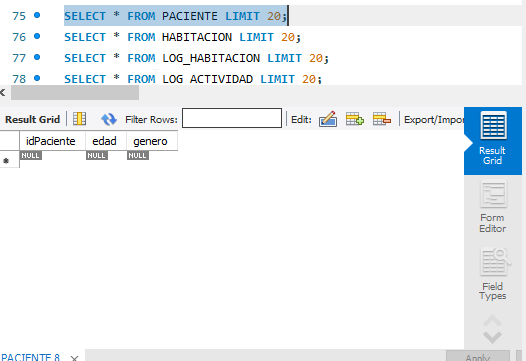 75 SELECT * FROM PACIENTE LIMIT 20;
76 SELECT * FROM HABITACION LIMIT 20;
77 SELECT * FROM LOG_HABITACION LIMIT 20;
78 SELECT * FROM LOG_ACTIVIDAD LIMIT 20;
Result Grid Filter Rows: Edit: Export/Impor
idPaciente edad genero
NULL NULL NULL
Result
Grid
Form
Editor
Field
Types
PACIENTE 8 × Apply